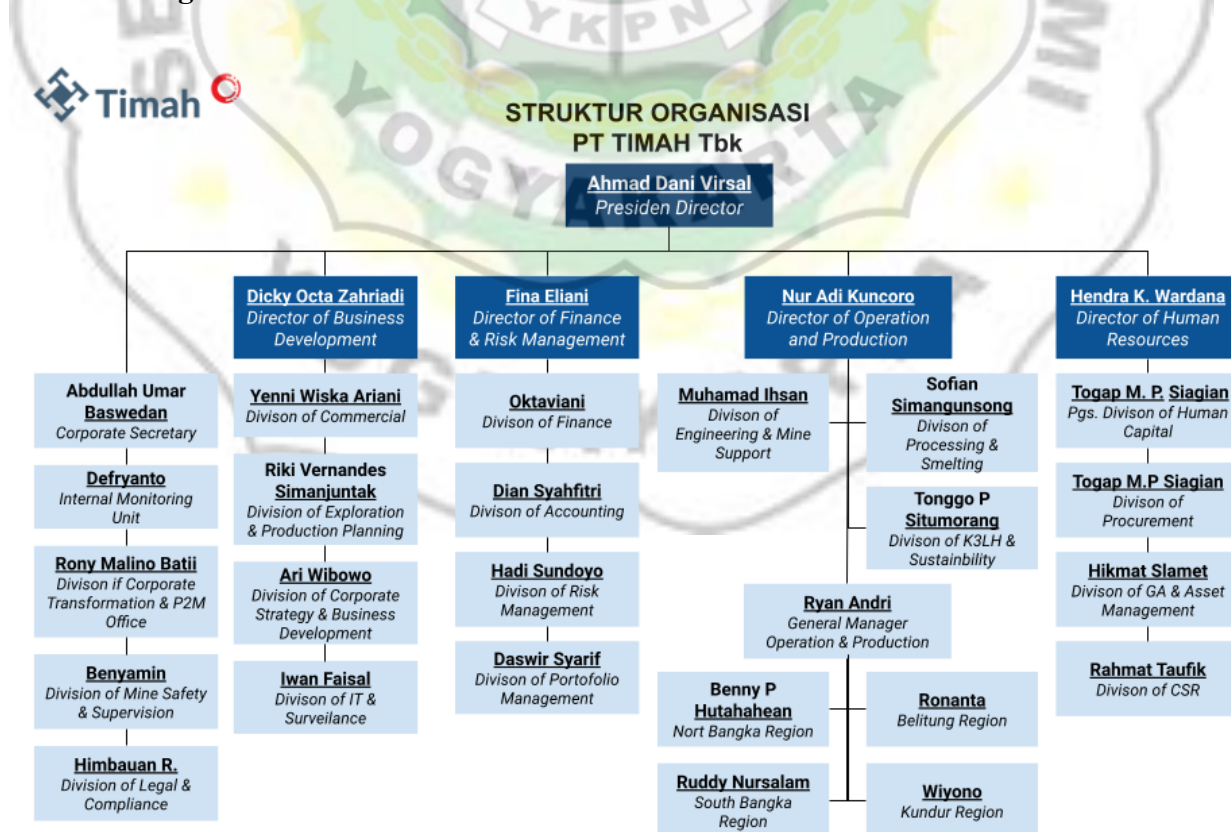 YKPN
YOGYAKARTA
Timah
STRUKTUR ORGANISASI
PT TIMAH Tbk
Ahmad Dani Virsal
Presiden Director
Dicky Octa Zahriadi
Director of Business
Development
Fina Eliani
Director of Finance
& Risk Management
Nur Adi Kuncoro
Director of Operation
and Production
Hendra K. Wardana
Director of Human
Resources
Abdullah Umar
Baswedan
Corporate Secretary
Defryanto
Internal Monitoring
Unit
Rony Malino Batii
Divison if Corporate
Transformation & P2M
Office
Benyamin
Division of Mine Safety
& Supervision
Himbauan R.
Division of Legal &
Compliance
Yenni Wiska Ariani
Divison of Commercial
Riki Vernandes
Simanjuntak
Division of Exploration
& Production Planning
Ari Wibowo
Division of Corporate
Strategy & Business
Development
Iwan Faisal
Divison of IT &
Surveilance
Oktaviani
Divison of Finance
Dian Syahfitri
Divison of Accounting
Hadi Sundoyo
Divison of Risk
Management
Daswir Syarif
Divison of Portofolio
Management
Muhamad Ihsan
Divison of
Engineering & Mine
Support
Sofian
Simangunsong
Divison of
Processing &
Smelting
Tonggo P
Situmorang
Divison of K3LH &
Sustainbility
Ryan Andri
General Manager
Operation & Production
Benny P
Hutahahean
Nort Bangka Region
Ronanta
Belitung Region
Ruddy Nursalam
South Bangka
Region
Wiyono
Kundur Region
Togap M. P. Siagian
Pgs. Divison of Human
Capital
Togap M.P Siagian
Divison of
Procurement
Hikmat Slamet
Divison of GA & Asset
Management
Rahmat Taufik
Divison of CSR